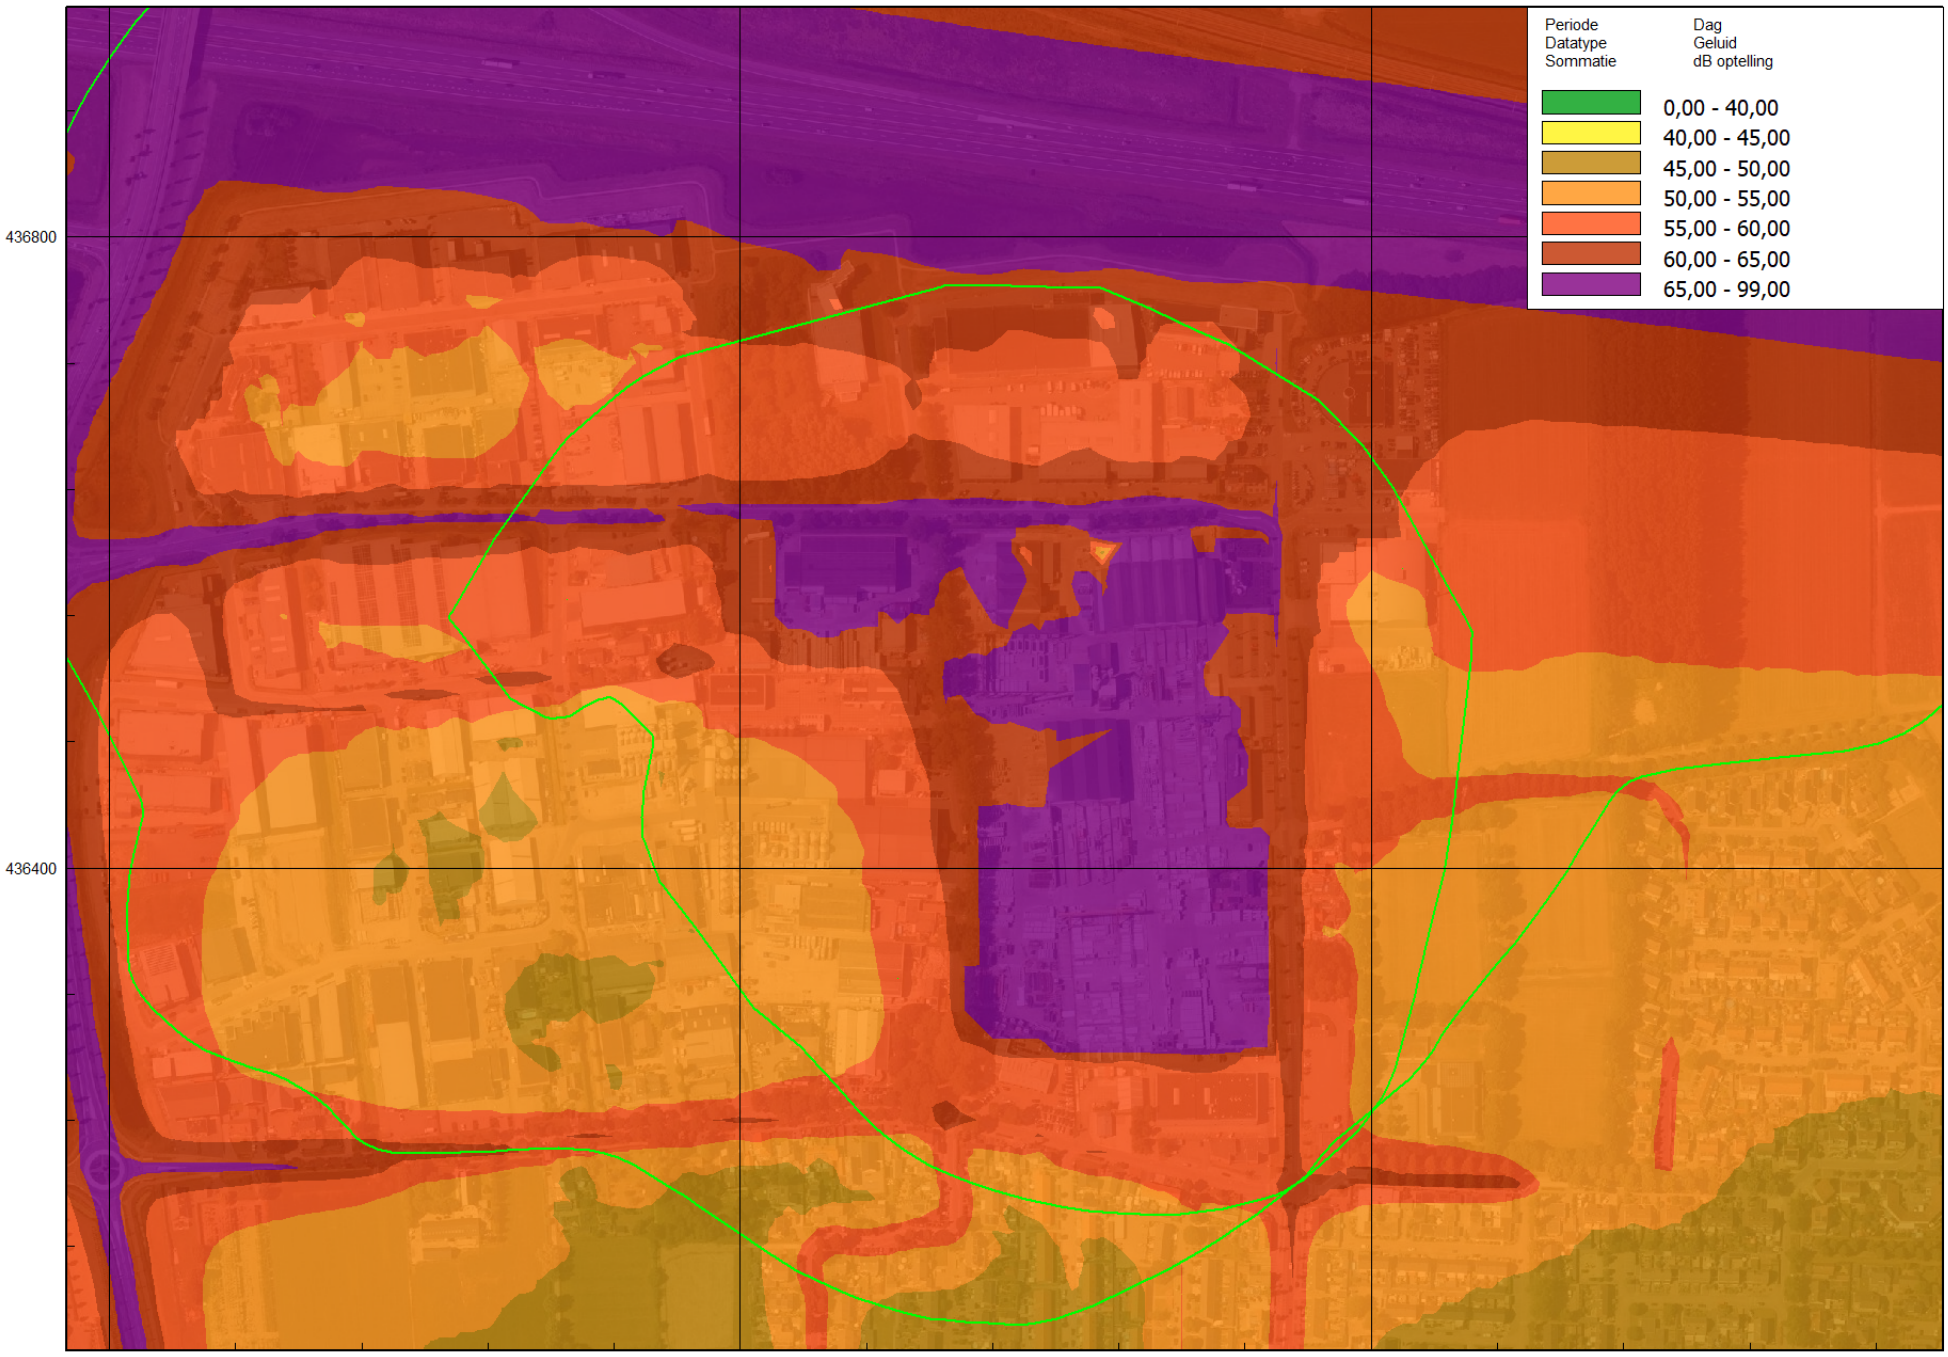 Periode Dag
Datatype Geluid
Sommatie dB optelling
0,00 - 40,00
40,00 - 45,00
45,00 - 50,00
50,00 - 55,00
55,00 - 60,00
60,00 - 65,00
65,00 - 99,00
436800
436400